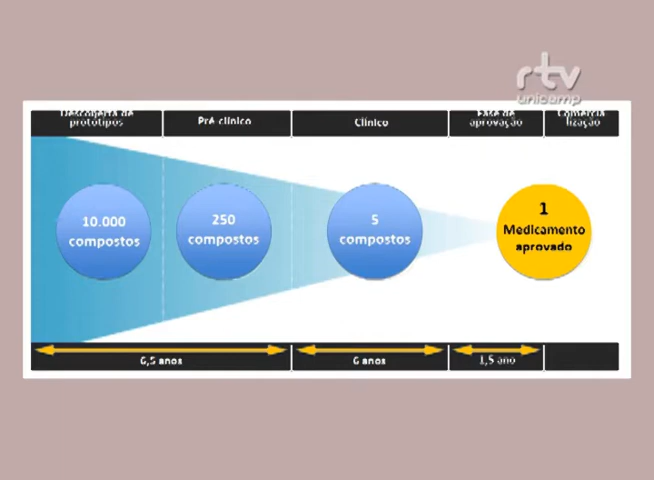 rtv
unicamp
Descoberta de
protótipos
Pré-clínico
Clínico
Fase de
aprovação
Comercia
lização
10.000
compostos
250
compostos
5
compostos
1
Medicamento
aprovado
6,5 anos
6 anos
1,5 ano